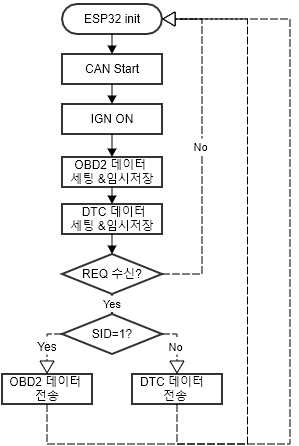 ESP32 init
CAN Start
IGN ON
No
OBD2 데이터
세팅 &임시저장
DTC 데이터
세팅 &임시저장
REQ 수신?
Yes
SID=1?
Yes
No
OBD2 데이터
전송
DTC 데이터
전송